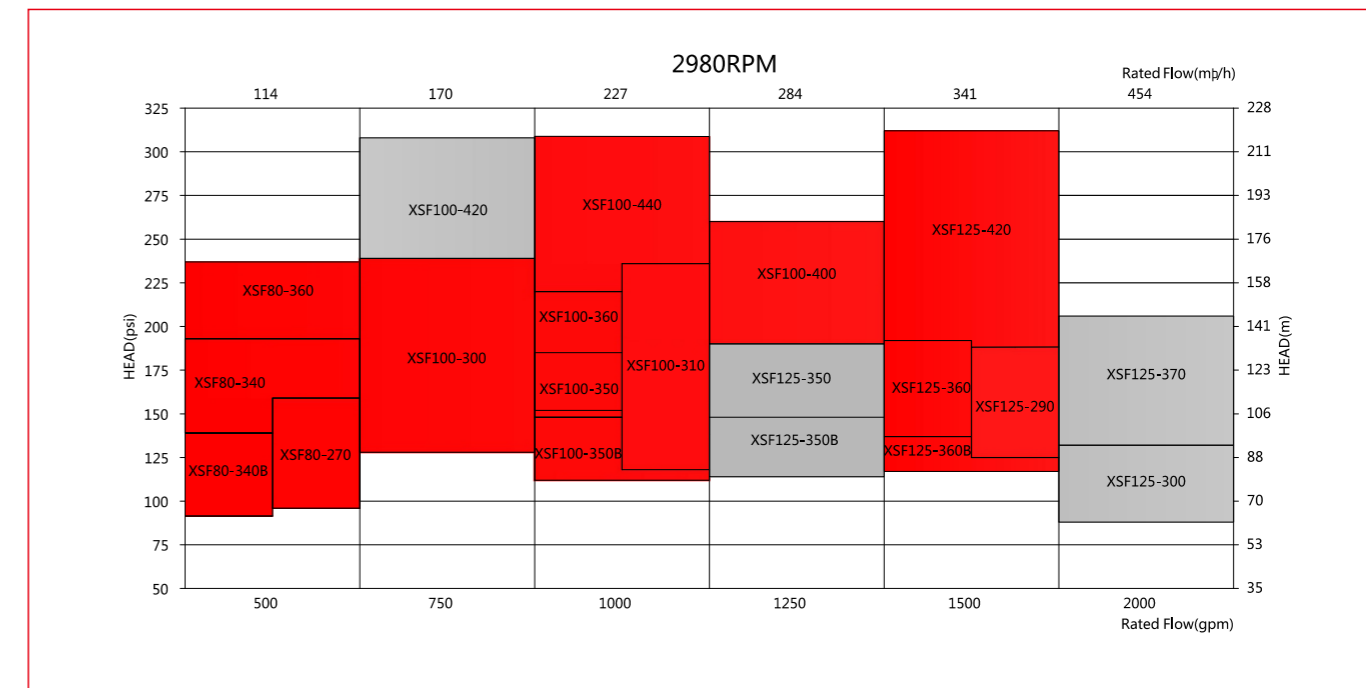 2980RPM
Rated Flow(mþ/h)
114 170 227 284 341 454
325 228
300 211
275 193
250 176
225 158
200 141
175 123
150 106
125 88
100 70
75 53
50 35
HEAD(psi)
HEAD(m)
XSF80-360
XSF80-340
XSF80-340B
XSF80-270
XSF100-420
XSF100-300
XSF100-440
XSF100-360
XSF100-350
XSF100-350B
XSF100-310
XSF100-400
XSF125-350
XSF125-350B
XSF125-420
XSF125-360
XSF125-360B
XSF125-290
XSF125-370
XSF125-300
500 750 1000 1250 1500 2000
Rated Flow(gpm)